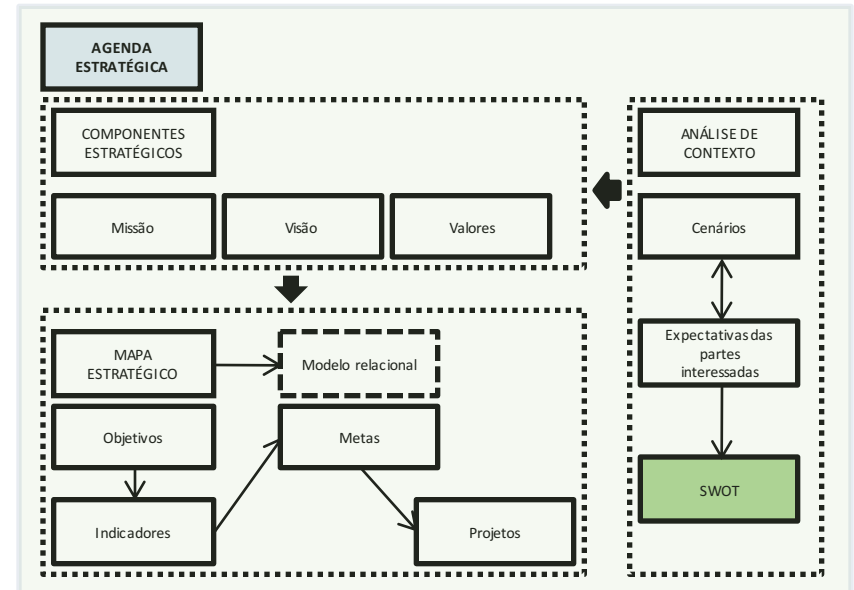 AGENDA
ESTRATÉGICA
COMPONENTES
ESTRATÉGICOS
Missão
Visão
Valores
ANÁLISE DE
CONTEXTO
Cenários
Expectativas das
partes
interessadas
SWOT
MAPA
ESTRATÉGICO
Modelo relacional
Objetivos
Metas
Indicadores
Projetos